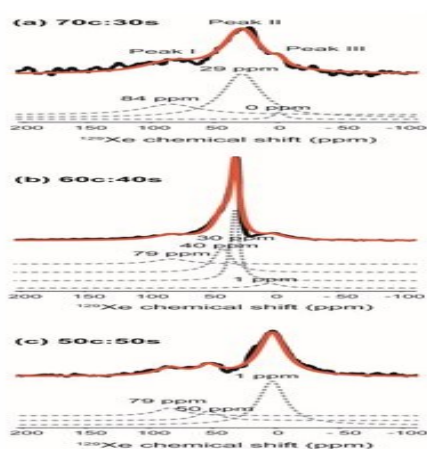 (a) 70c:30s
Peak II
Peak I
Peak III
29 ppm
84 ppm
0 ppm
200 150 100 50 0 -50 -100
¹²⁹Xe chemical shift (ppm)
(b) 60c:40s
30 ppm
40 ppm
79 ppm
1 ppm
200 150 100 50 0 -50 -100
¹²⁹Xe chemical shift (ppm)
(c) 50c:50s
1 ppm
79 ppm
50 ppm
200 150 100 50 0 -50 -100
¹²⁹Xe chemical shift (ppm)